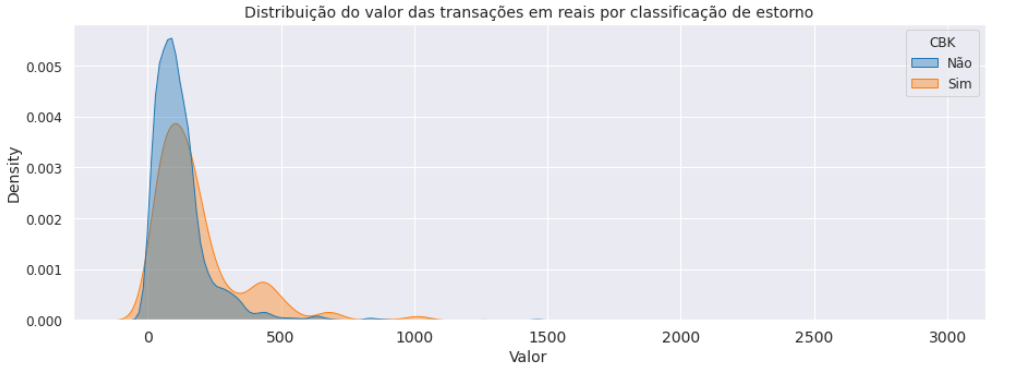 Distribuição do valor das transações em reais por classificação de estorno
CBK
Não
Sim
Density
0.005
0.004
0.003
0.002
0.001
0.000
0 500 1000 1500 2000 2500 3000
Valor